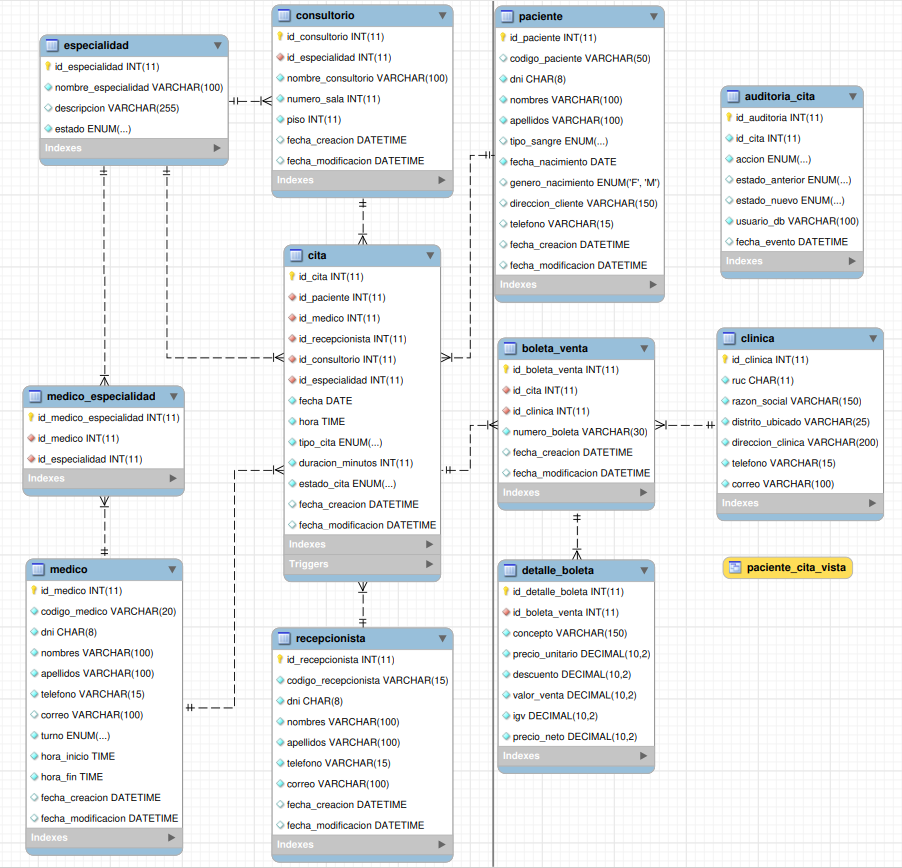 especialidad
id_especialidad INT(11)
nombre_especialidad VARCHAR(100)
descripcion VARCHAR(255)
estado ENUM(...)
Indexes
consultorio
id_consultorio INT(11)
id_especialidad INT(11)
nombre_consultorio VARCHAR(100)
numero_sala INT(11)
piso INT(11)
fecha_creacion DATETIME
fecha_modificacion DATETIME
Indexes
paciente
id_paciente INT(11)
codigo_paciente VARCHAR(50)
dni CHAR(8)
nombres VARCHAR(100)
apellidos VARCHAR(100)
tipo_sangre ENUM(...)
fecha_nacimiento DATE
genero_nacimiento ENUM('F', 'M')
direccion_cliente VARCHAR(150)
telefono VARCHAR(15)
fecha_creacion DATETIME
fecha_modificacion DATETIME
Indexes
auditoria_cita
id_auditoria INT(11)
id_cita INT(11)
accion ENUM(...)
estado_anterior ENUM(...)
estado_nuevo ENUM(...)
usuario_db VARCHAR(100)
fecha_evento DATETIME
Indexes
cita
id_cita INT(11)
id_paciente INT(11)
id_medico INT(11)
id_recepcionista INT(11)
id_consultorio INT(11)
id_especialidad INT(11)
fecha DATE
hora TIME
tipo_cita ENUM(...)
duracion_minutos INT(11)
estado_cita ENUM(...)
fecha_creacion DATETIME
fecha_modificacion DATETIME
Indexes
Triggers
boleta_venta
id_boleta_venta INT(11)
id_cita INT(11)
id_clinica INT(11)
numero_boleta VARCHAR(30)
fecha_creacion DATETIME
fecha_modificacion DATETIME
Indexes
clinica
id_clinica INT(11)
ruc CHAR(11)
razon_social VARCHAR(150)
distrito_ubicado VARCHAR(25)
direccion_clinica VARCHAR(200)
telefono VARCHAR(15)
correo VARCHAR(100)
Indexes
medico_especialidad
id_medico_especialidad INT(11)
id_medico INT(11)
id_especialidad INT(11)
Indexes
medico
id_medico INT(11)
codigo_medico VARCHAR(20)
dni CHAR(8)
nombres VARCHAR(100)
apellidos VARCHAR(100)
telefono VARCHAR(15)
correo VARCHAR(100)
turno ENUM(...)
hora_inicio TIME
hora_fin TIME
fecha_creacion DATETIME
fecha_modificacion DATETIME
Indexes
recepcionista
id_recepcionista INT(11)
codigo_recepcionista VARCHAR(15)
dni CHAR(8)
nombres VARCHAR(100)
apellidos VARCHAR(100)
telefono VARCHAR(15)
correo VARCHAR(100)
fecha_creacion DATETIME
fecha_modificacion DATETIME
Indexes
detalle_boleta
id_detalle_boleta INT(11)
id_boleta_venta INT(11)
concepto VARCHAR(150)
precio_unitario DECIMAL(10,2)
descuento DECIMAL(10,2)
valor_venta DECIMAL(10,2)
igv DECIMAL(10,2)
precio_neto DECIMAL(10,2)
Indexes
paciente_cita_vista